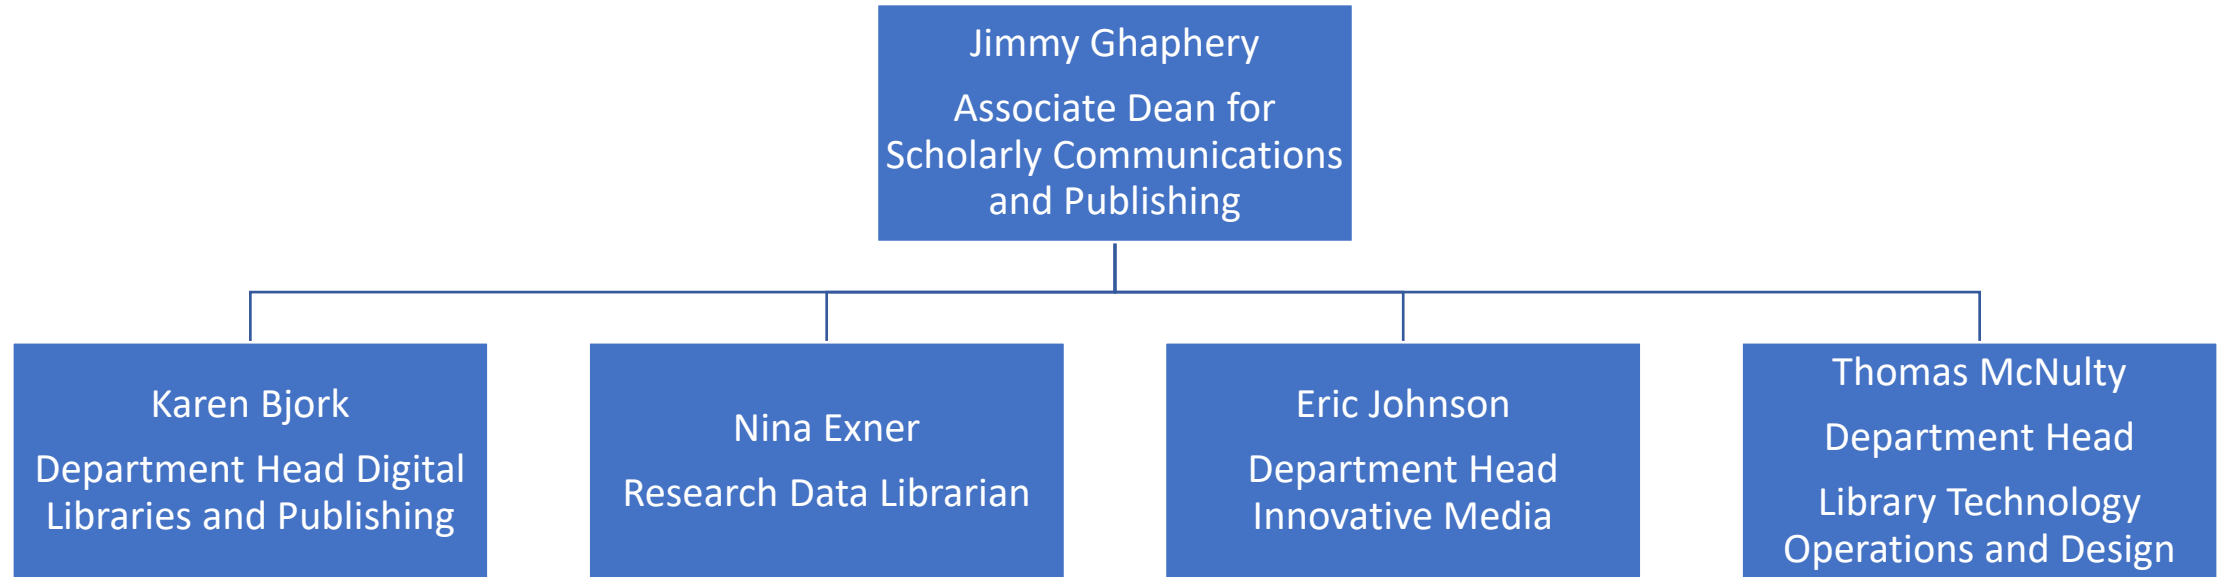 Jimmy Ghaphery
Associate Dean for
Scholarly Communications
and Publishing
Karen Bjork
Department Head Digital
Libraries and Publishing
Nina Exner
Research Data Librarian
Eric Johnson
Department Head
Innovative Media
Thomas McNulty
Department Head
Library Technology
Operations and Design